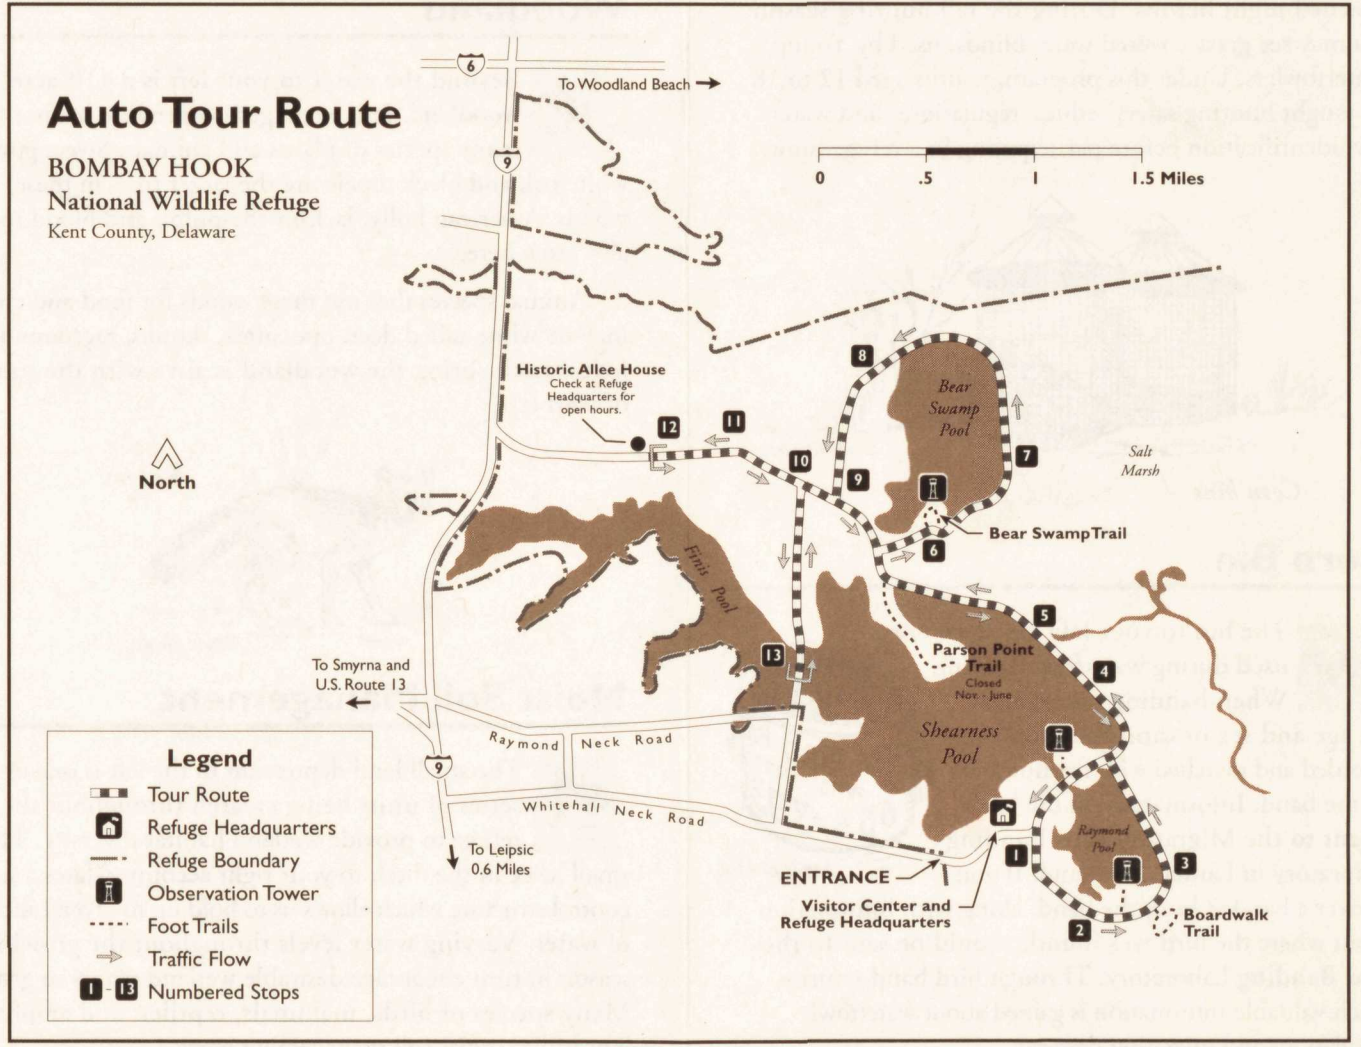 Auto Tour Route
BOMBAY HOOK
National Wildlife Refuge
Kent County, Delaware
6
To Woodland Beach
9
0 .5 1 1.5 Miles
North
Historic Allee House
Check at Refuge
Headquarters for
open hours.
12
11
10
8
9
7
6
Bear
Swamp
Pool
Salt
Marsh
Bear Swamp Trail
Finis Pool
13
5
4
Parson Point
Trail
Closed
Nov. - June
Shearness
Pool
To Smyrna and
U.S. Route 13
9
Raymond Neck Road
Whitehall Neck Road
To Leipsic
0.6 Miles
Raymond
Pool
1
2
3
ENTRANCE
Visitor Center and
Refuge Headquarters
Boardwalk
Trail
Legend
Tour Route
Refuge Headquarters
Refuge Boundary
Observation Tower
Foot Trails
Traffic Flow
1 - 13 Numbered Stops